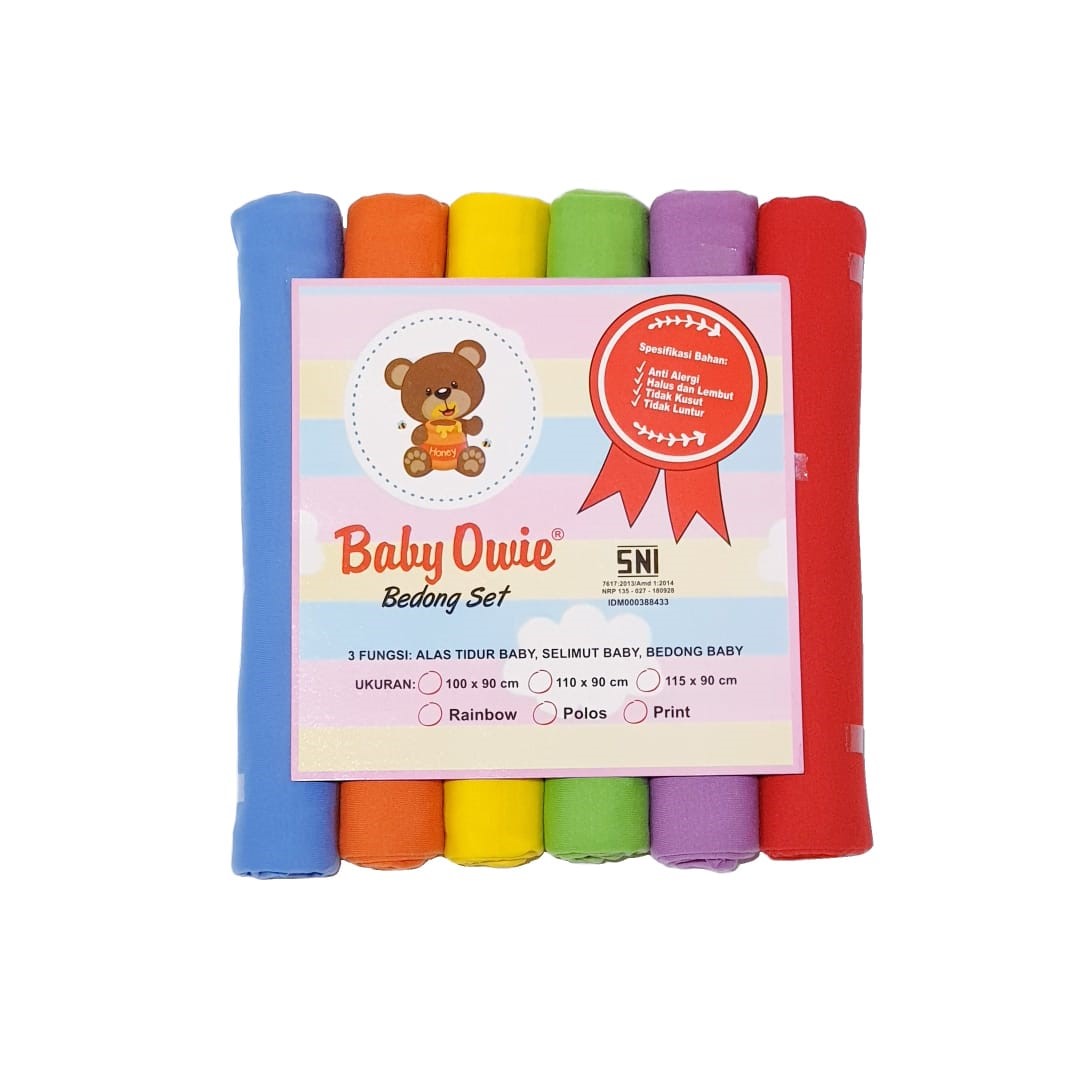 Honey
Spesifikasi Bahan:
✓ Anti Alergi
✓ Halus dan Lembut
✓ Tidak Kusut
✓ Tidak Luntur
Baby Owie®
Bedong Set
SNI
7617:2013/Amd 1:2014
NRP 135 - 027 - 180928
IDM000388433
3 FUNGSI: ALAS TIDUR BABY, SELIMUT BABY, BEDONG BABY
UKURAN: 100 x 90 cm 110 x 90 cm 115 x 90 cm
Rainbow Polos Print